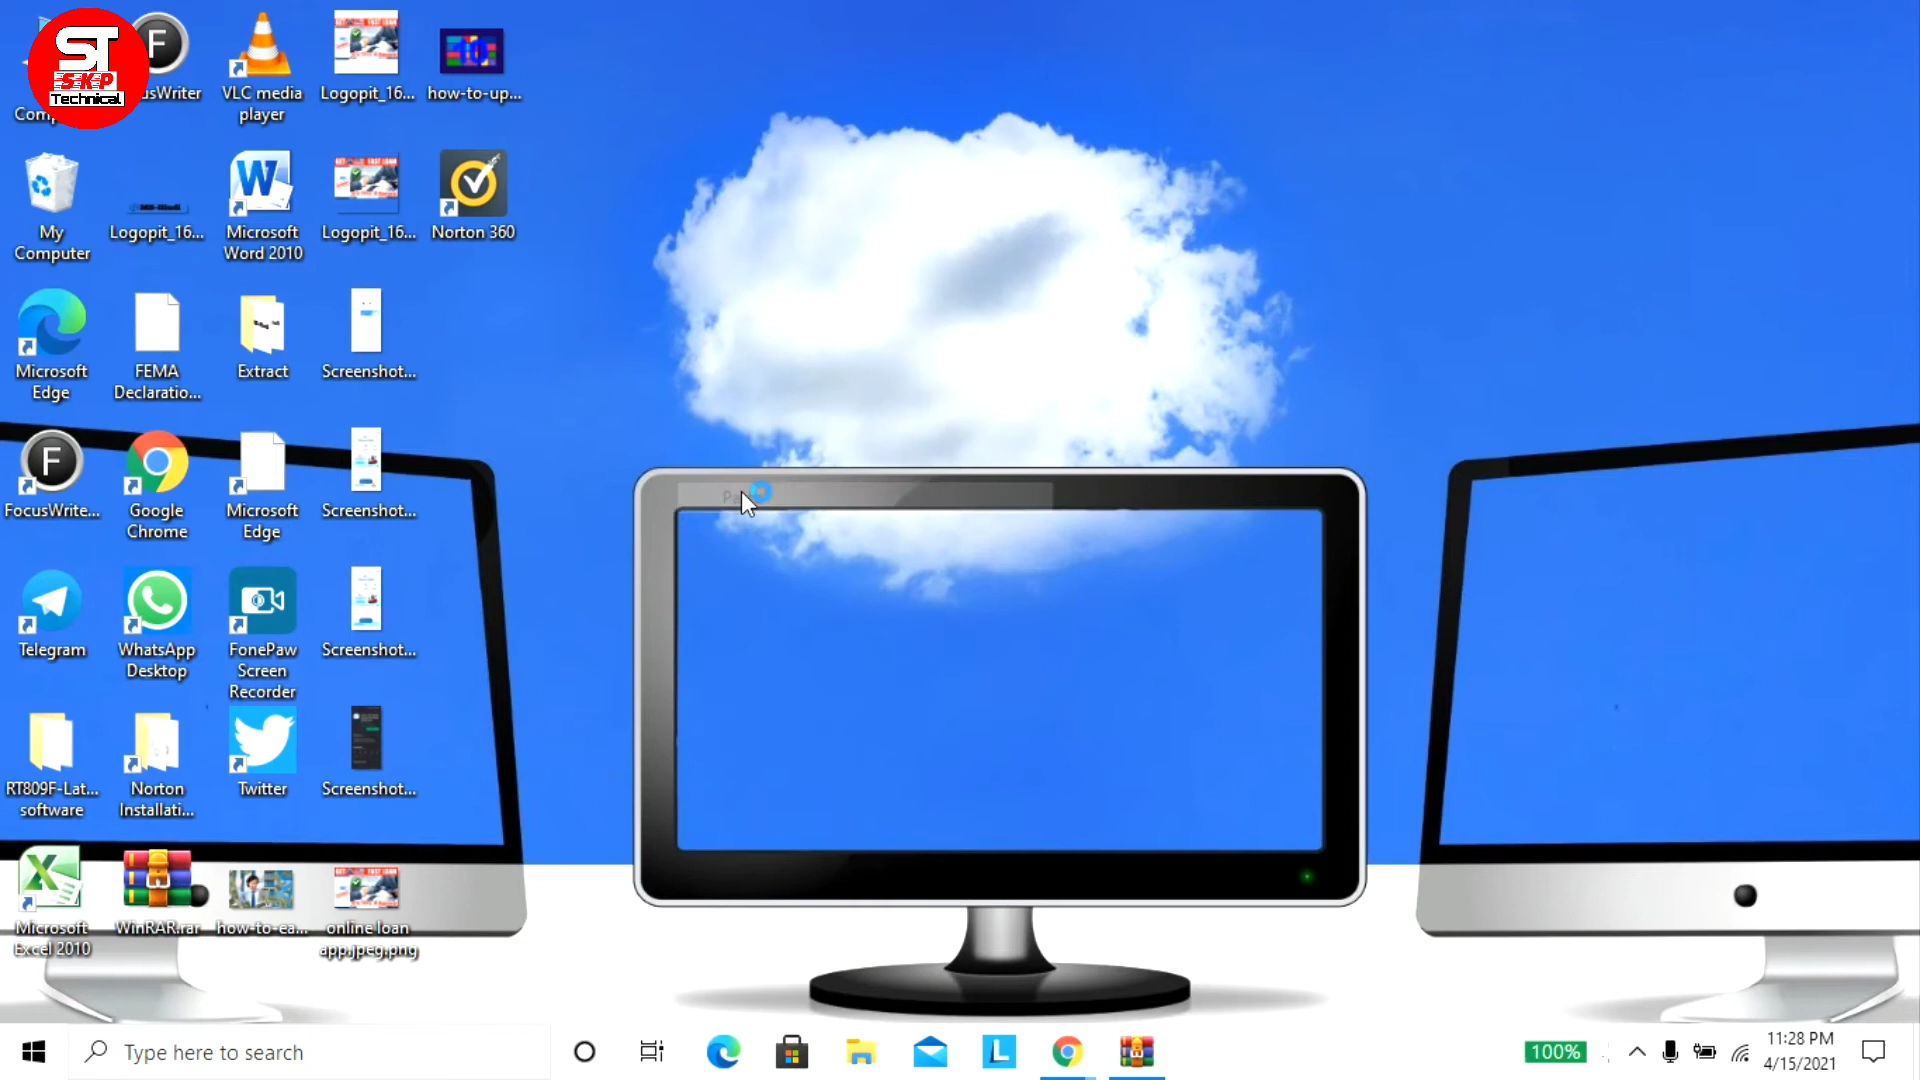 ST
SKP
Technical
Com
usWriter
VLC media
player
Logopit_16...
how-to-up...
My
Computer
Logopit_16...
Microsoft
Word 2010
Logopit_16...
Norton 360
Microsoft
Edge
FEMA
Declaratio...
Extract
Screenshot...
FocusWrite...
Google
Chrome
Microsoft
Edge
Screenshot...
Telegram
WhatsApp
Desktop
FonePaw
Screen
Recorder
Screenshot...
RT809F-Lat...
software
Norton
Installati...
Twitter
Screenshot...
Microsoft
Excel 2010
WinRAR.rar
how-to-ea...
online loan
app.jpeg.png
Type here to search
100%
11:28 PM
4/15/2021